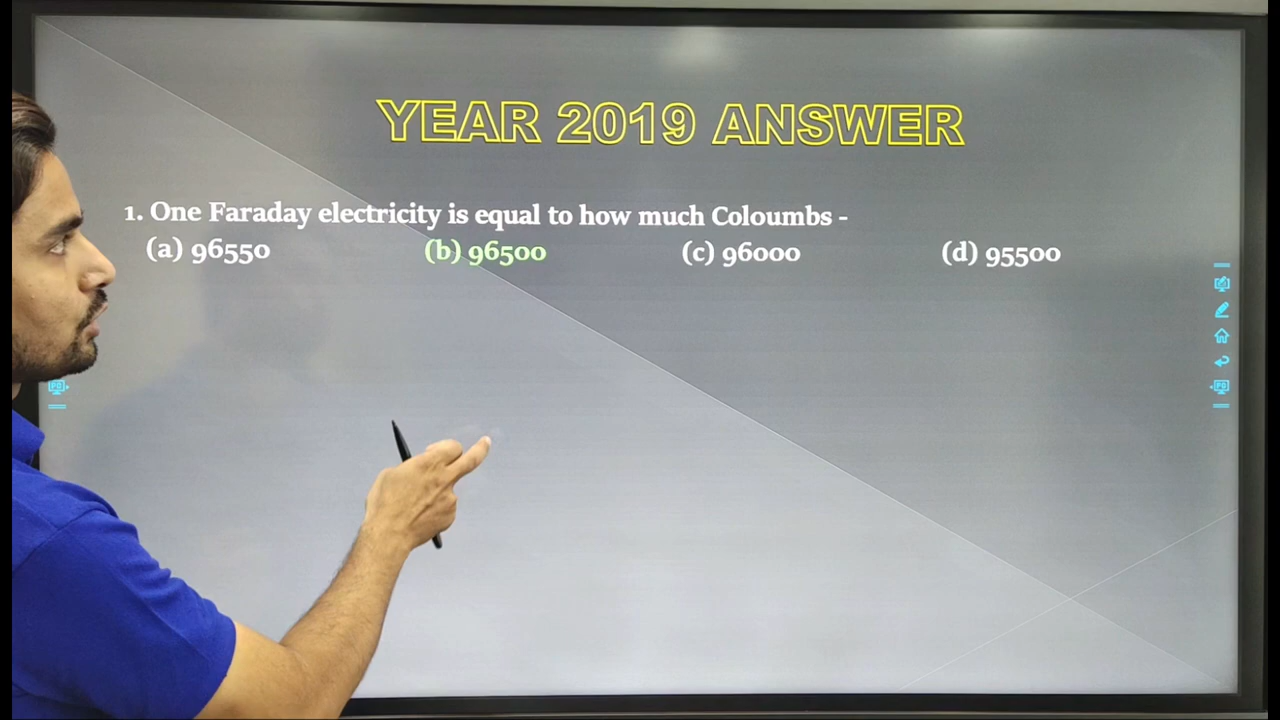 YEAR 2019 ANSWER
1. One Faraday electricity is equal to how much Coloumbs -
(a) 96550 (b) 96500 (c) 96000 (d) 95500